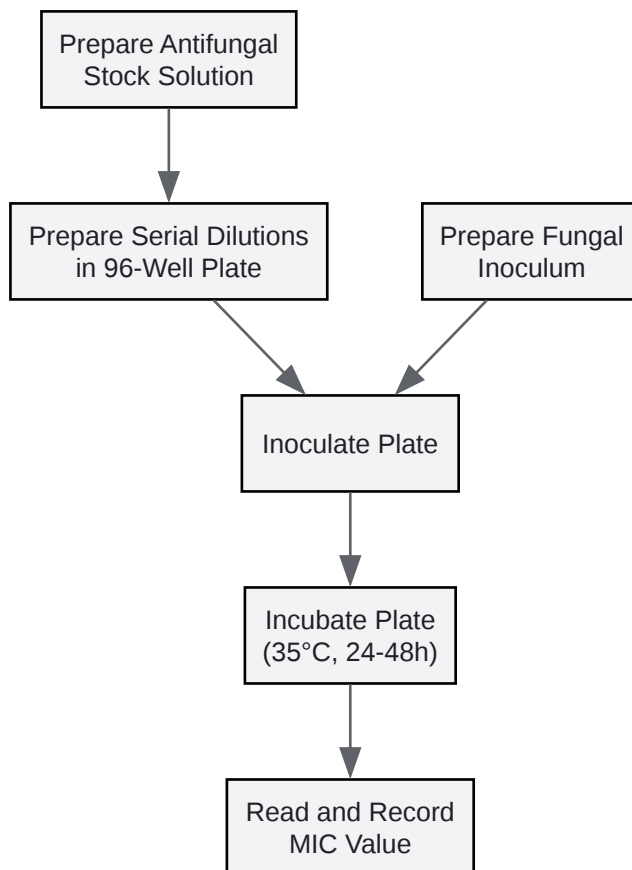 Prepare Antifungal
Stock Solution
Prepare Serial Dilutions
in 96-Well Plate
Prepare Fungal
Inoculum
Inoculate Plate
Incubate Plate
(35°C, 24-48h)
Read and Record
MIC Value